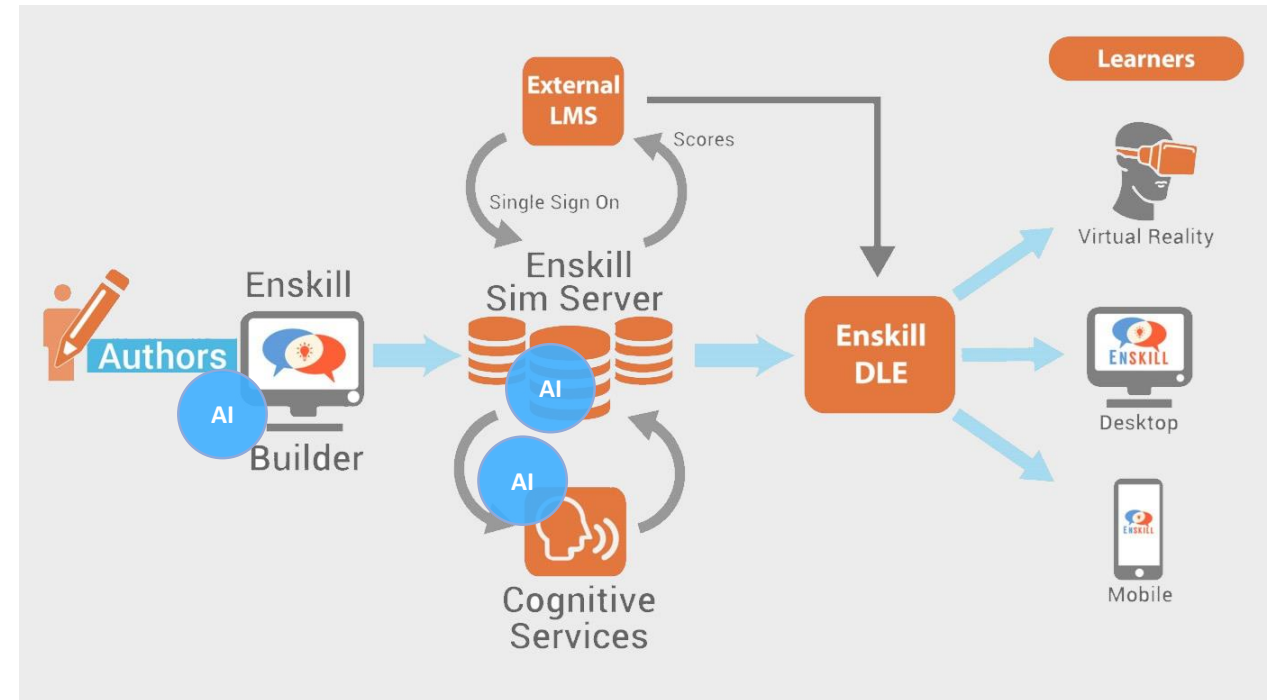 Learners
External
LMS
Scores
Single Sign On
Virtual Reality
Enskill
Enskill
Sim Server
Authors
AI
Builder
AI
AI
Enskill
DLE
ENSKILL
Desktop
Cognitive
Services
ENSKILL
Mobile